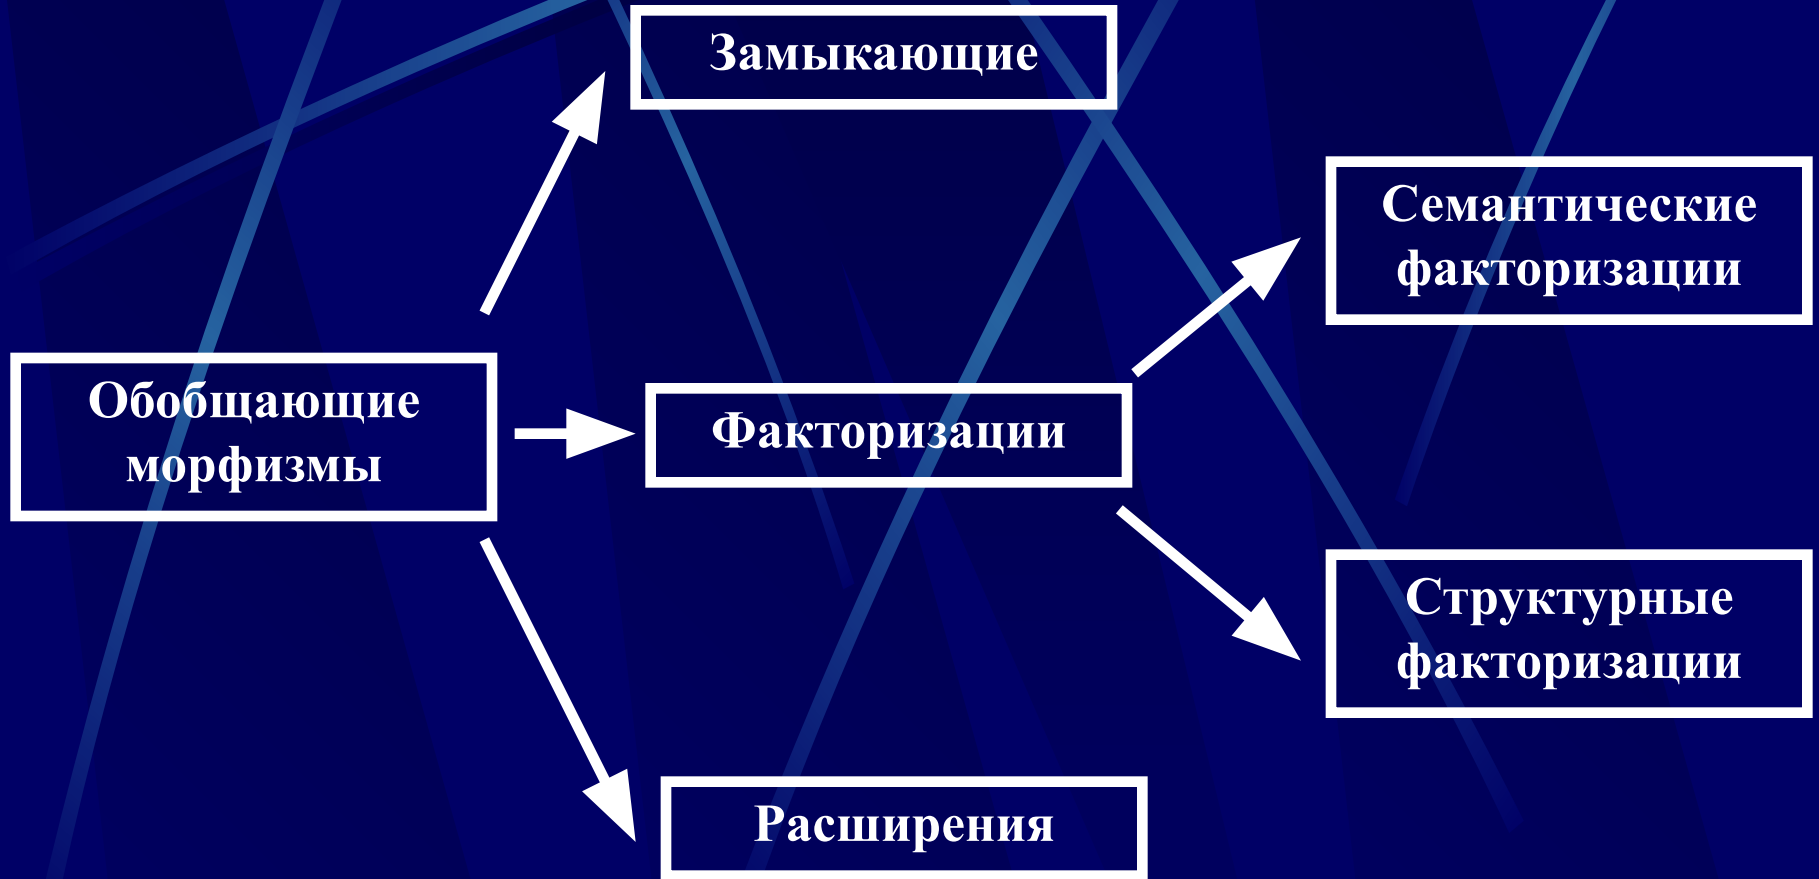 Замыкающие
Семантические
факторизации
Обобщающие
морфизмы
Факторизации
Структурные
факторизации
Расширения